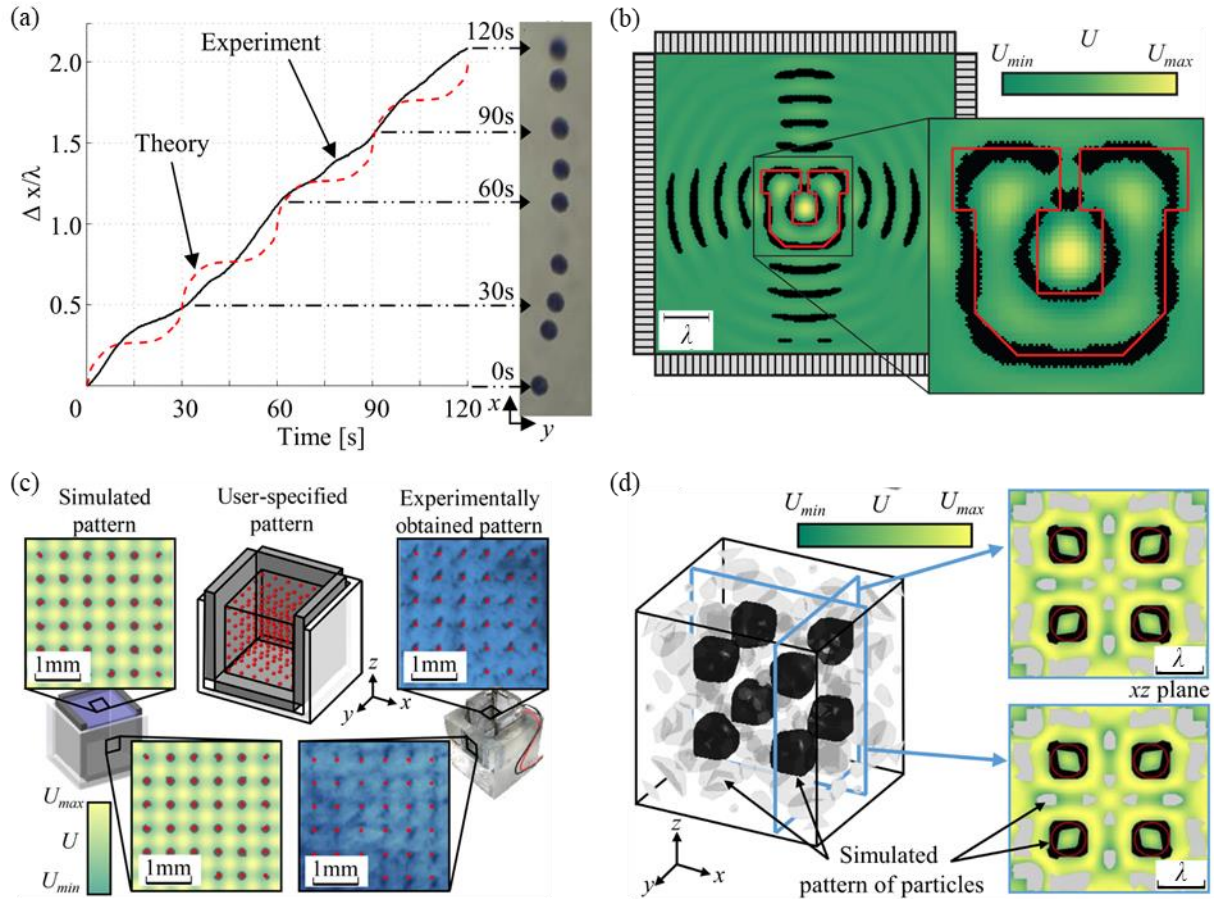 (a)
2.0
1.5
1.0
0.5
Δ x/λ
Experiment
Theory
120s
90s
60s
30s
0s
0
30
60
90
120
Time [s]
x
y
(b)
U
Umin
Umax
λ
(c)
Simulated
pattern
User-specified
pattern
Experimentally
obtained pattern
1mm
1mm
z
y
x
Umax
U
Umin
1mm
1mm
(d)
Umin
U
Umax
λ
xz plane
λ
z
y
x
Simulated
pattern of particles